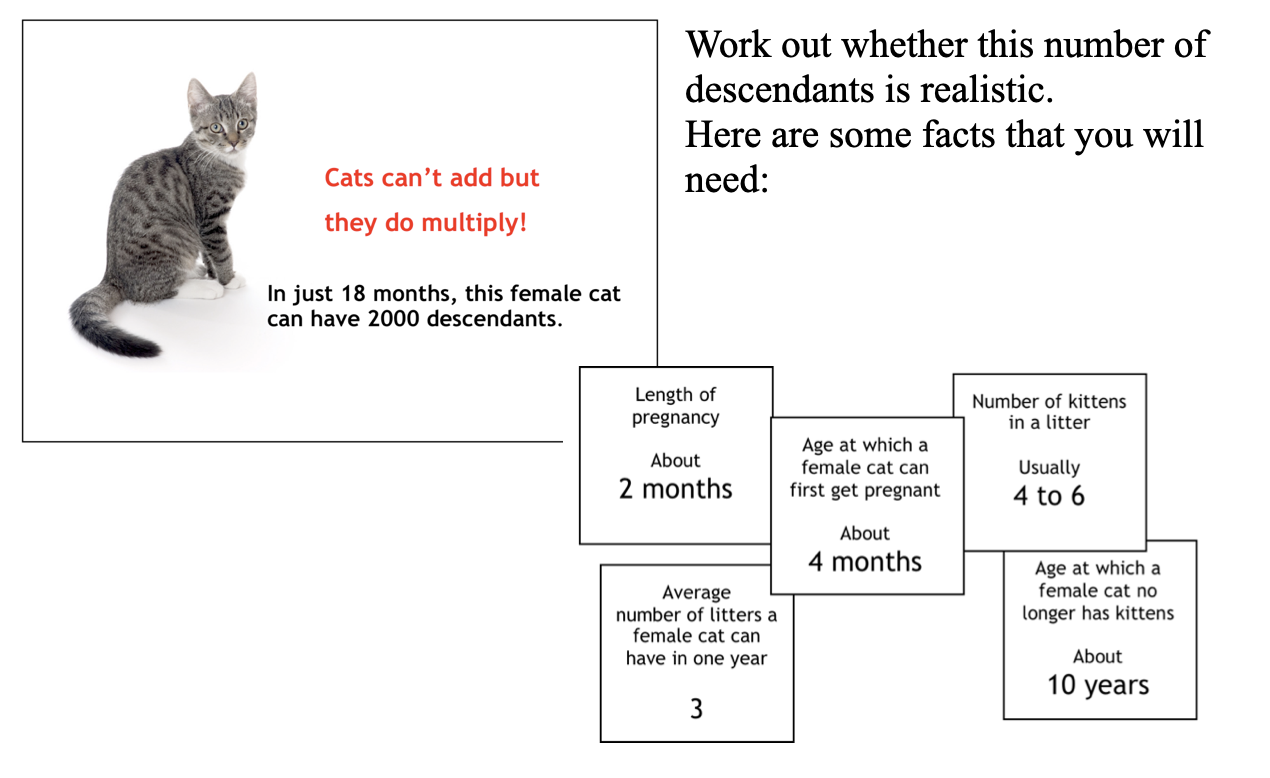 Work out whether this number of
descendants is realistic.
Here are some facts that you will
need:
Cats can’t add but
they do multiply!
In just 18 months, this female cat
can have 2000 descendants.
Length of
pregnancy
About
2 months
Age at which a
female cat can
first get pregnant
About
4 months
Number of kittens
in a litter
Usually
4 to 6
Average
number of litters a
female cat can
have in one year
3
Age at which a
female cat no
longer has kittens
About
10 years